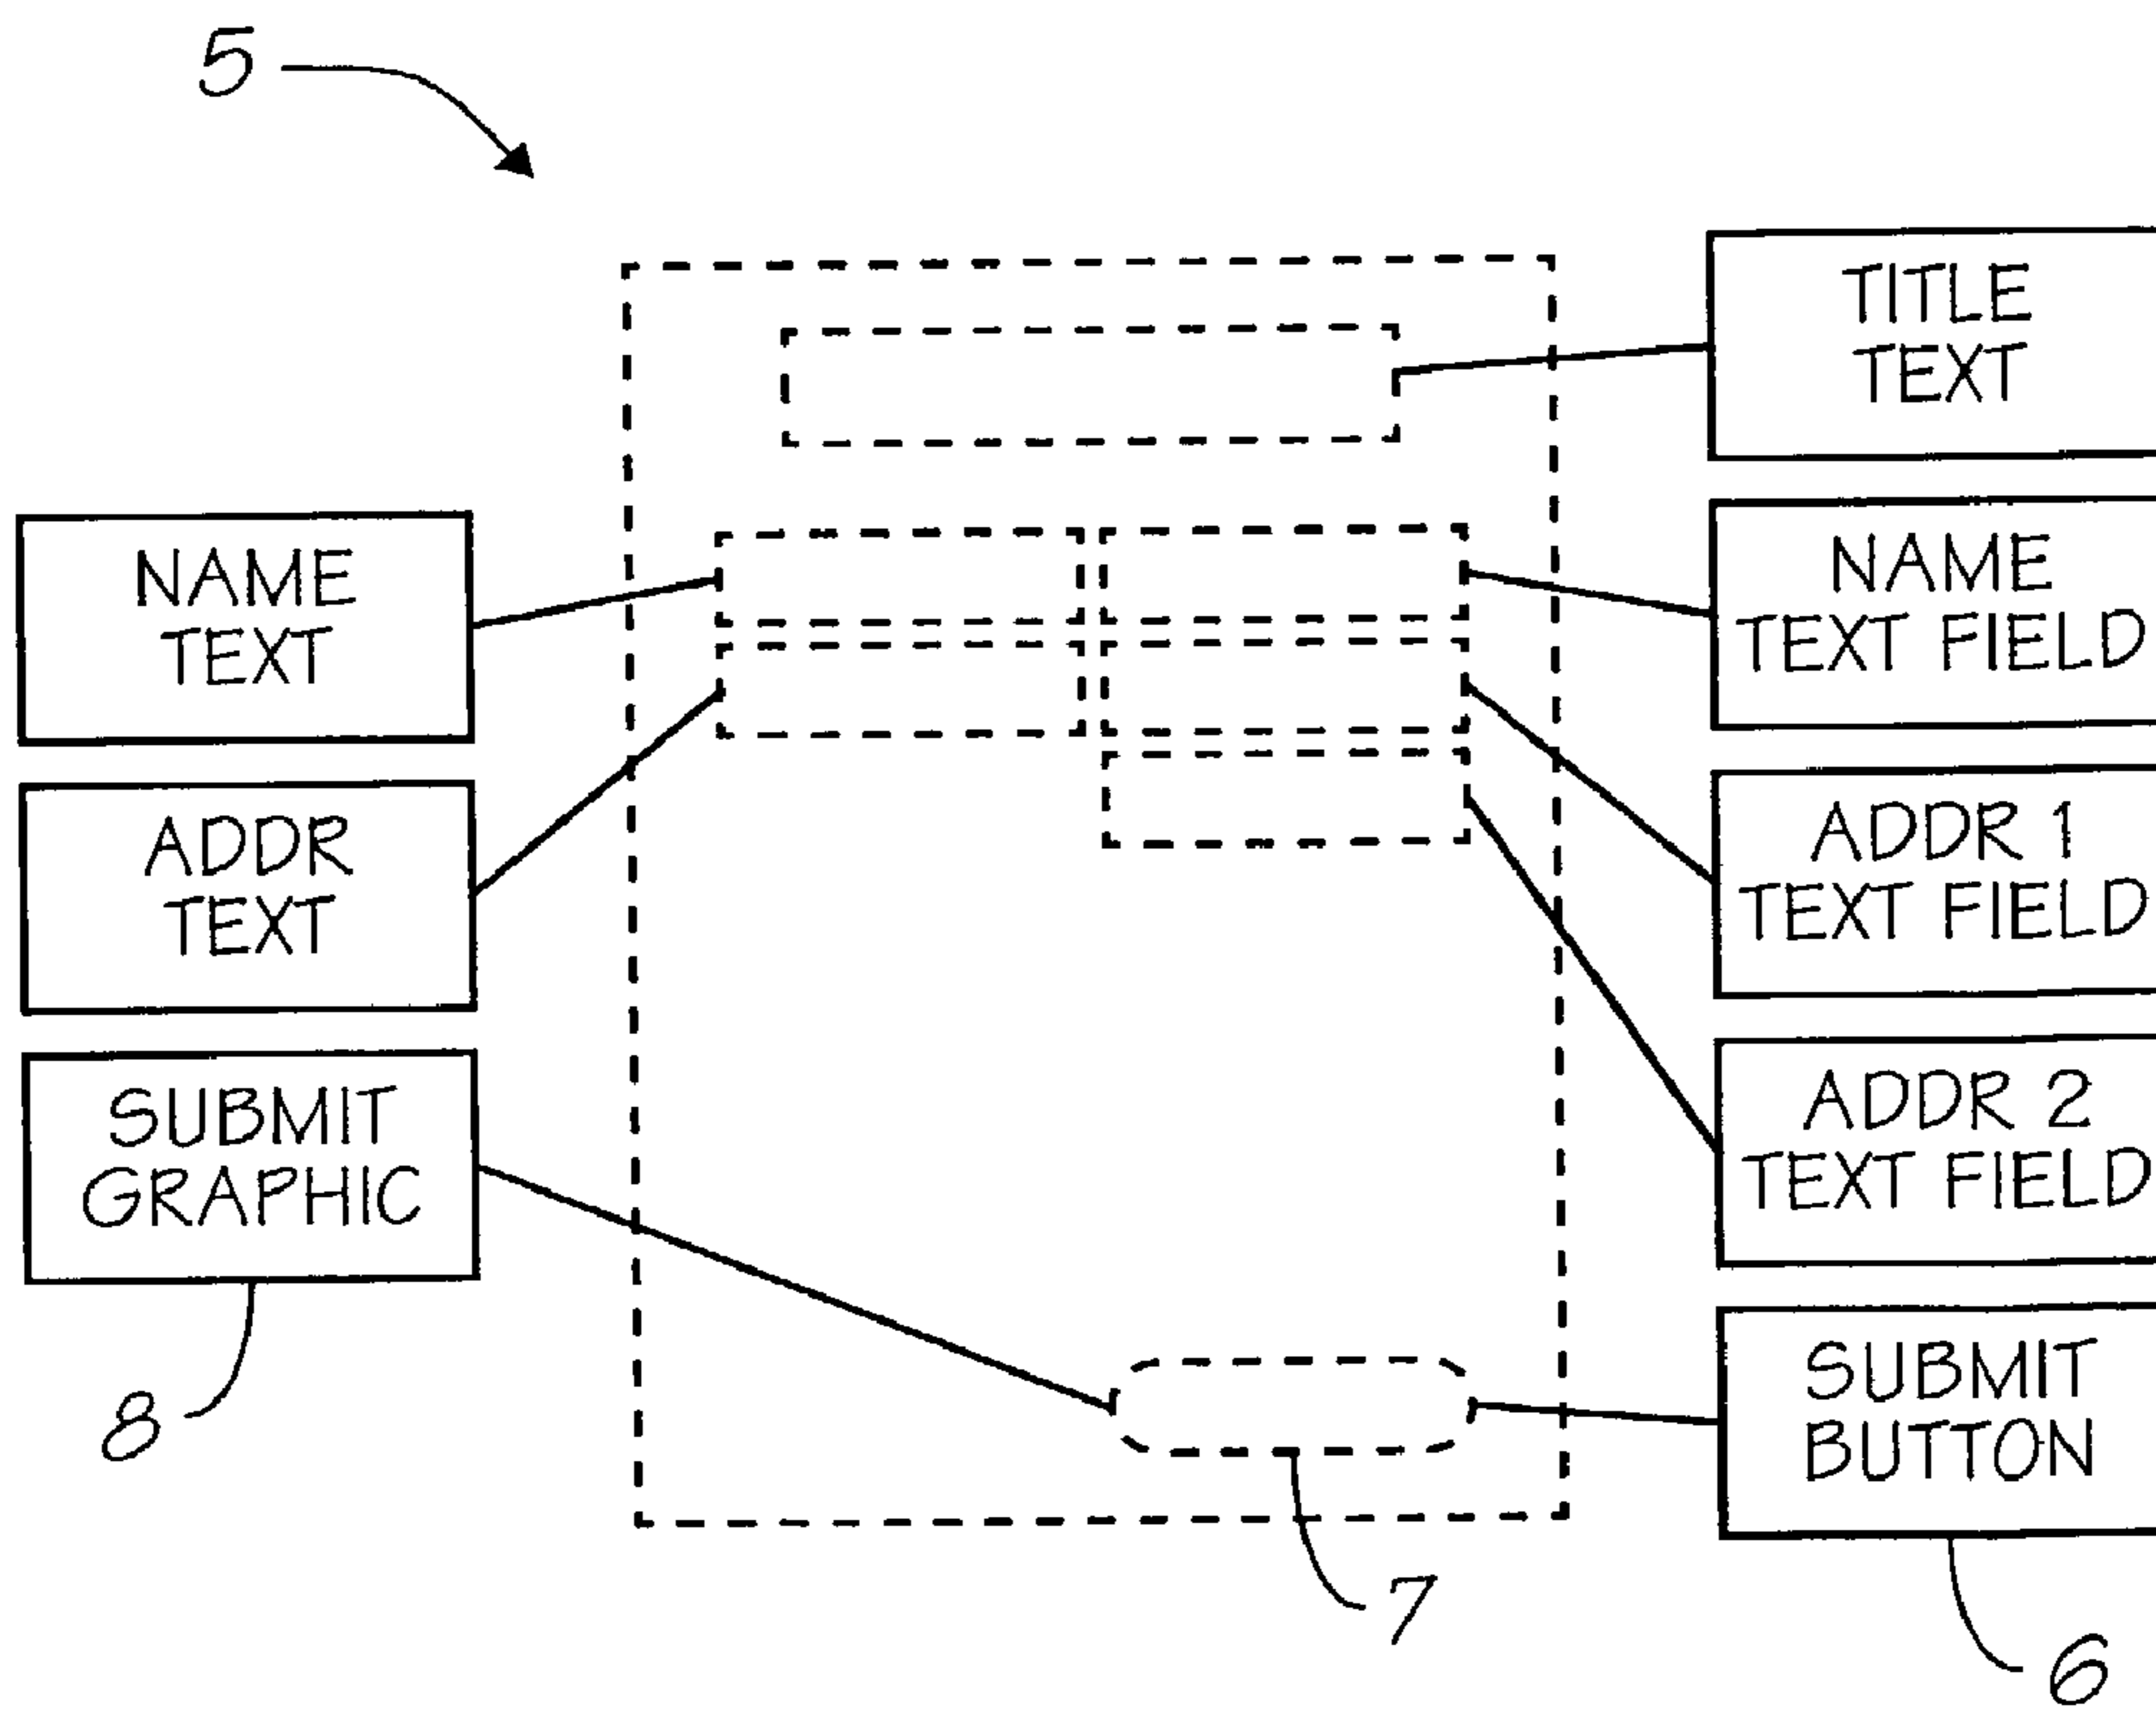 5
TITLE
TEXT
NAME
TEXT
NAME
TEXT FIELD
ADDR
TEXT
ADDR 1
TEXT FIELD
SUBMIT
GRAPHIC
ADDR 2
TEXT FIELD
SUBMIT
BUTTON
8
7
6